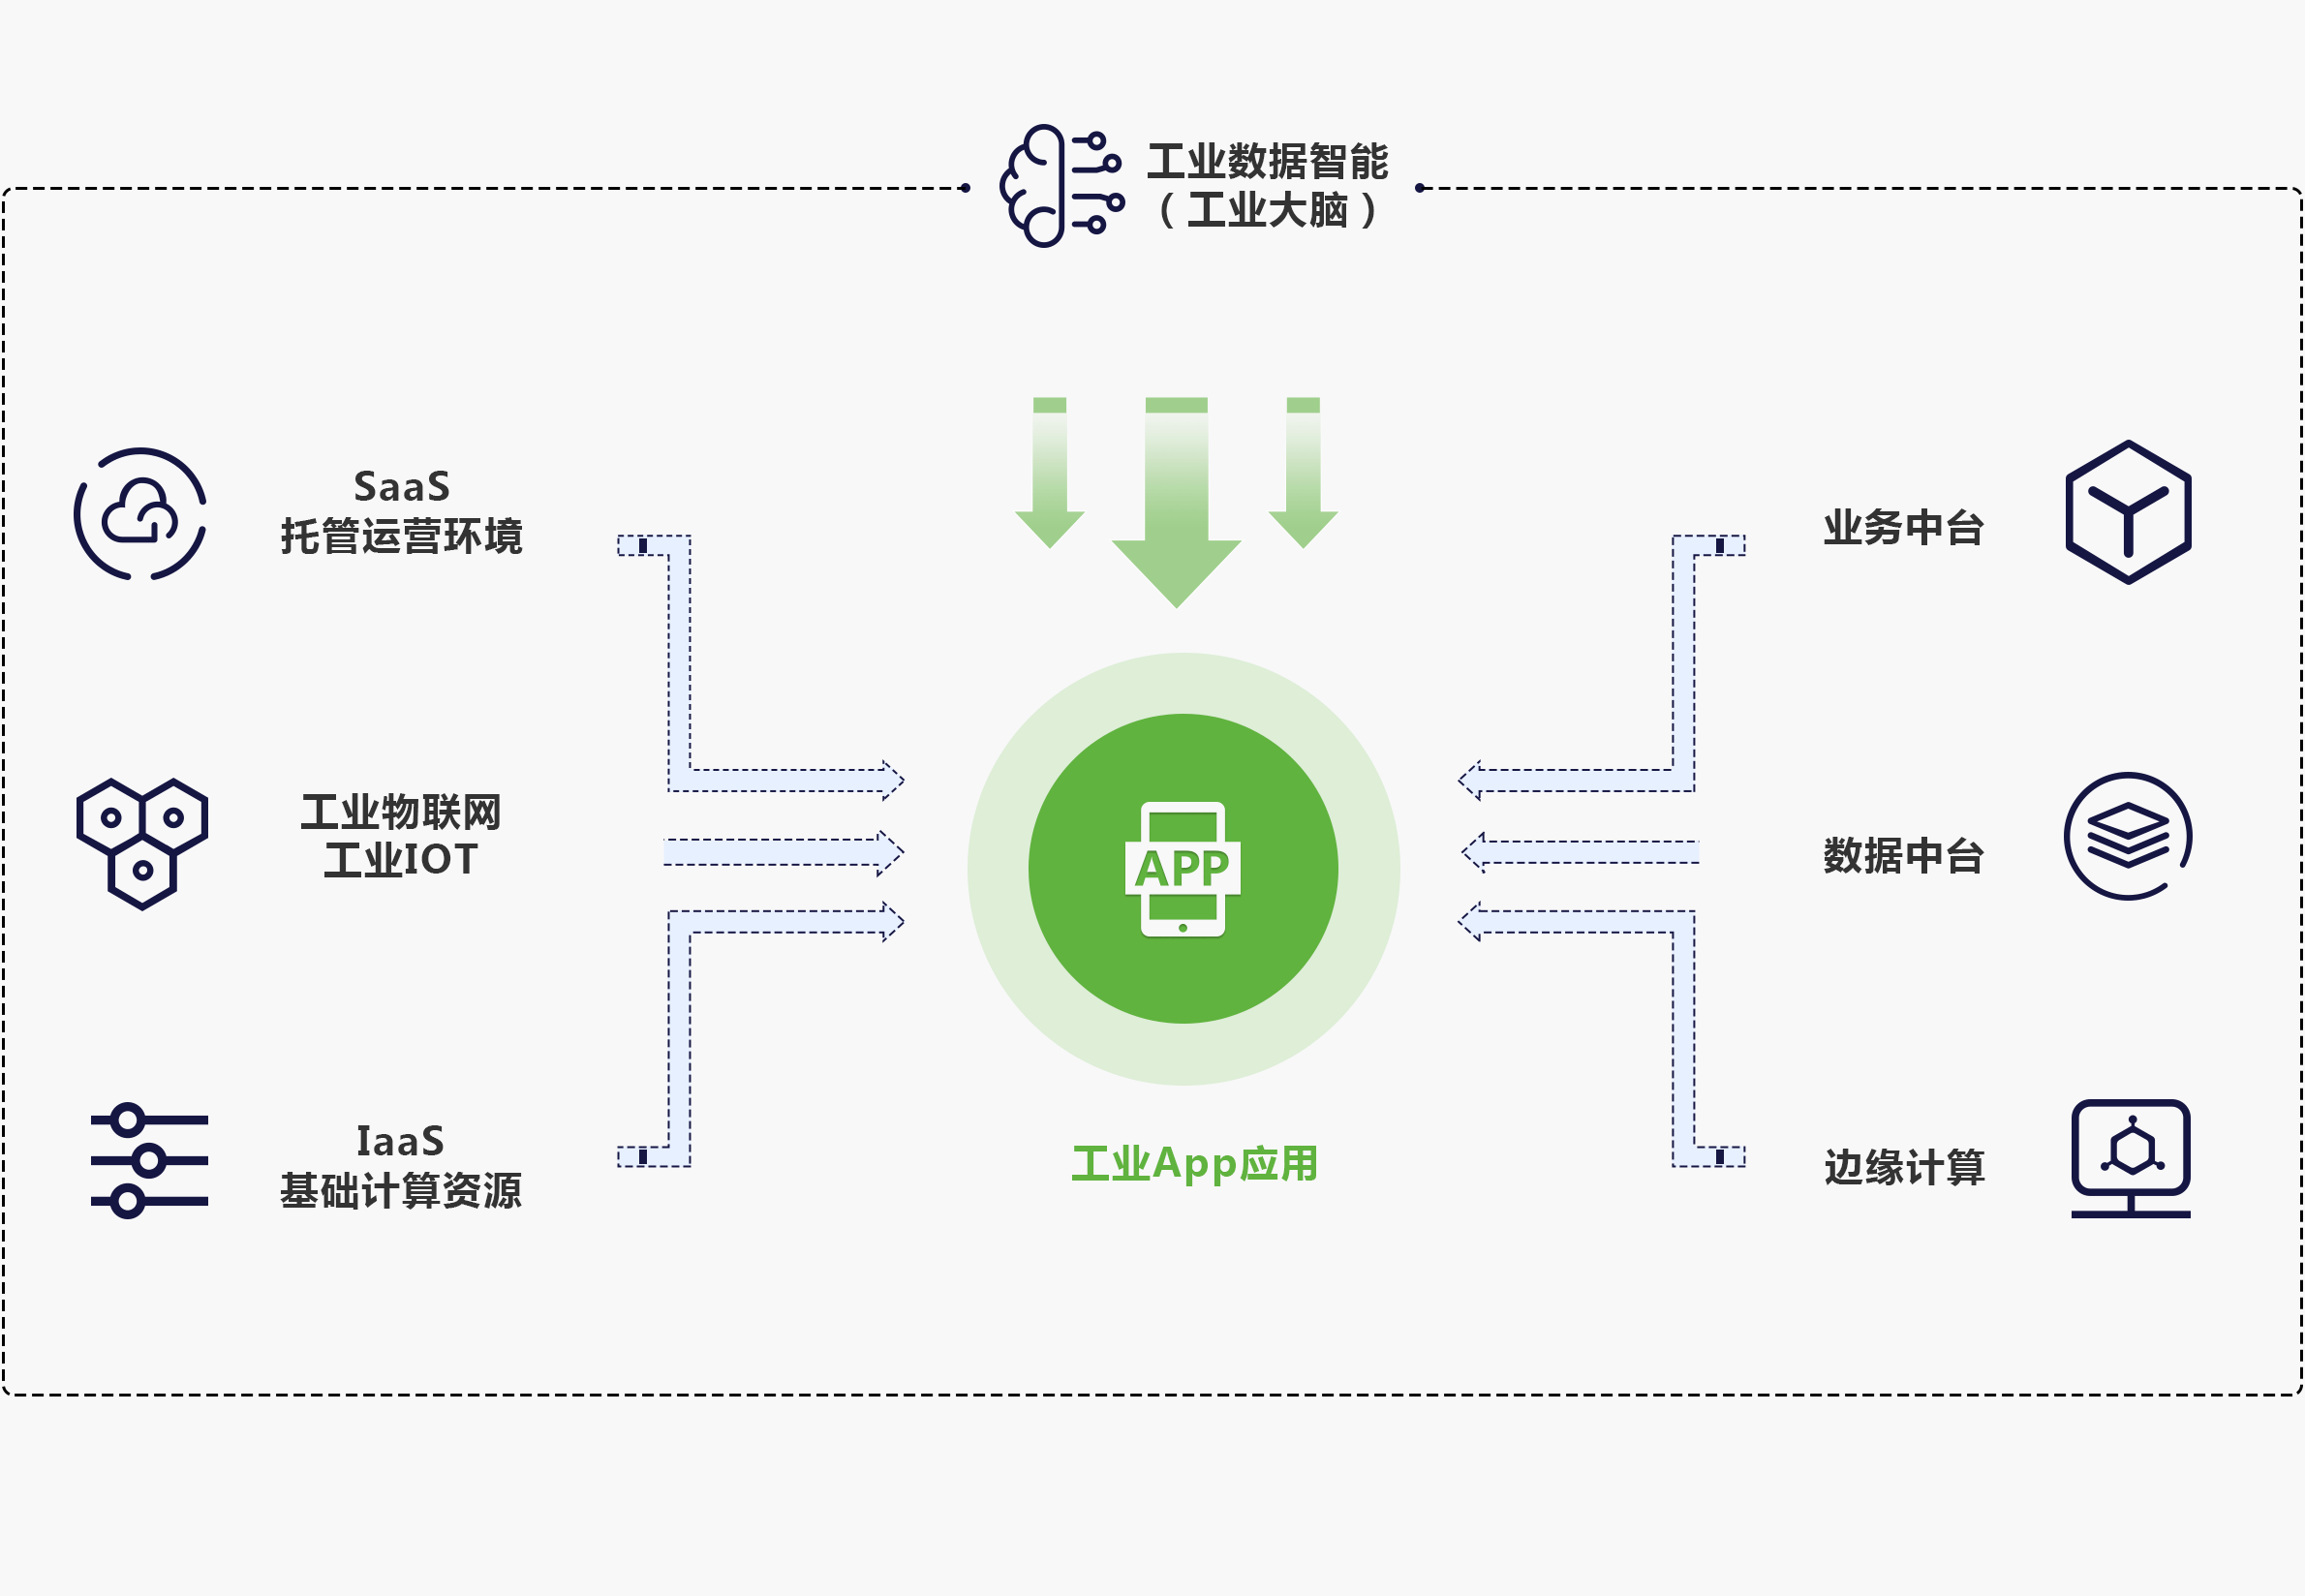 工业数据智能
（ 工业大脑 ）
SaaS
托管运营环境
业务中台
工业物联网
工业IOT
APP
数据中台
IaaS
基础计算资源
工业App应用
边缘计算